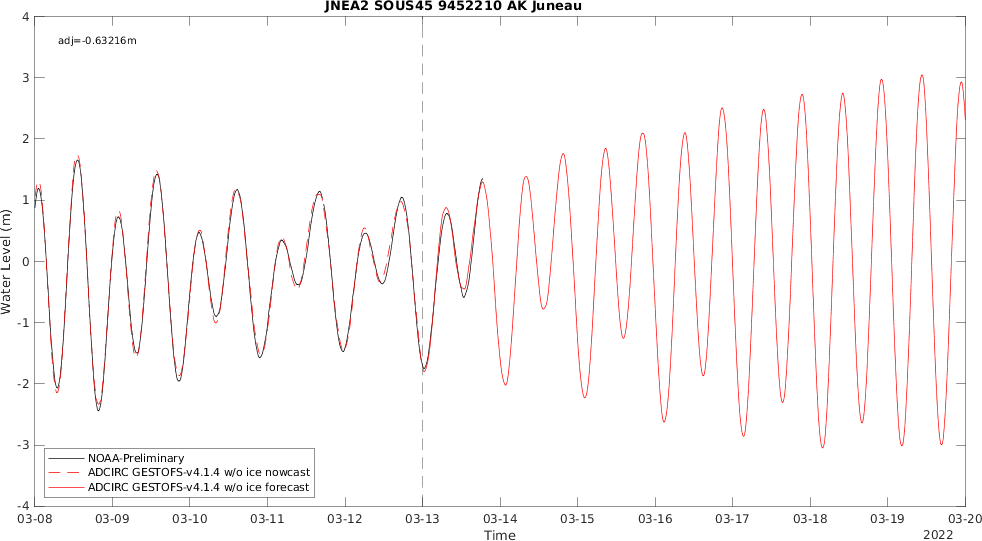 JNEA2 SOUS45 9452210 AK Juneau
adj=-0.63216m
4
3
2
1
0
-1
-2
-3
-4
Water Level (m)
NOAA-Preliminary
ADCIRC GESTOFS-v4.1.4 w/o ice nowcast
ADCIRC GESTOFS-v4.1.4 w/o ice forecast
03-08 03-09 03-10 03-11 03-12 03-13 03-14 03-15 03-16 03-17 03-18 03-19 03-20
Time
2022